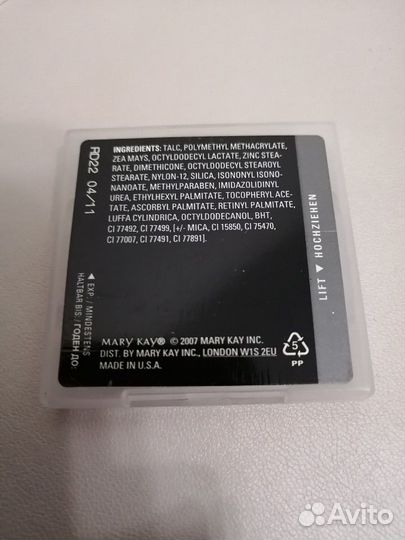 RD22 04/11
INGREDIENTS: TALC, POLYMETHYL METHACRYLATE,
ZEA MAYS, OCTYLDODECYL LACTATE, ZINC STEA-
RATE, DIMETHICONE, OCTYLDODECYL STEAROYL
STEARATE, NYLON-12, SILICA, ISONONYL ISONO-
NANOATE, METHYLPARABEN, IMIDAZOLIDINYL
UREA, ETHYLHEXYL PALMITATE, TOCOPHERYL ACE-
TATE, ASCORBYL PALMITATE, RETINYL PALMITATE,
LUFFA CYLINDRICA, OCTYLDODECANOL, BHT,
CI 77492, CI 77499, [+/- MICA, CI 15850, CI 75470,
CI 77007, CI 77491, CI 77891].
LIFT ▼ HOCHZIEHEN
◄ EXP. / MINDESTENS
HALTBAR BIS: / ГОДЕН ДО:
MARY KAY® © 2007 MARY KAY INC.
DIST. BY MARY KAY INC., LONDON W1S 2EU
MADE IN U.S.A.
5
PP
Avito